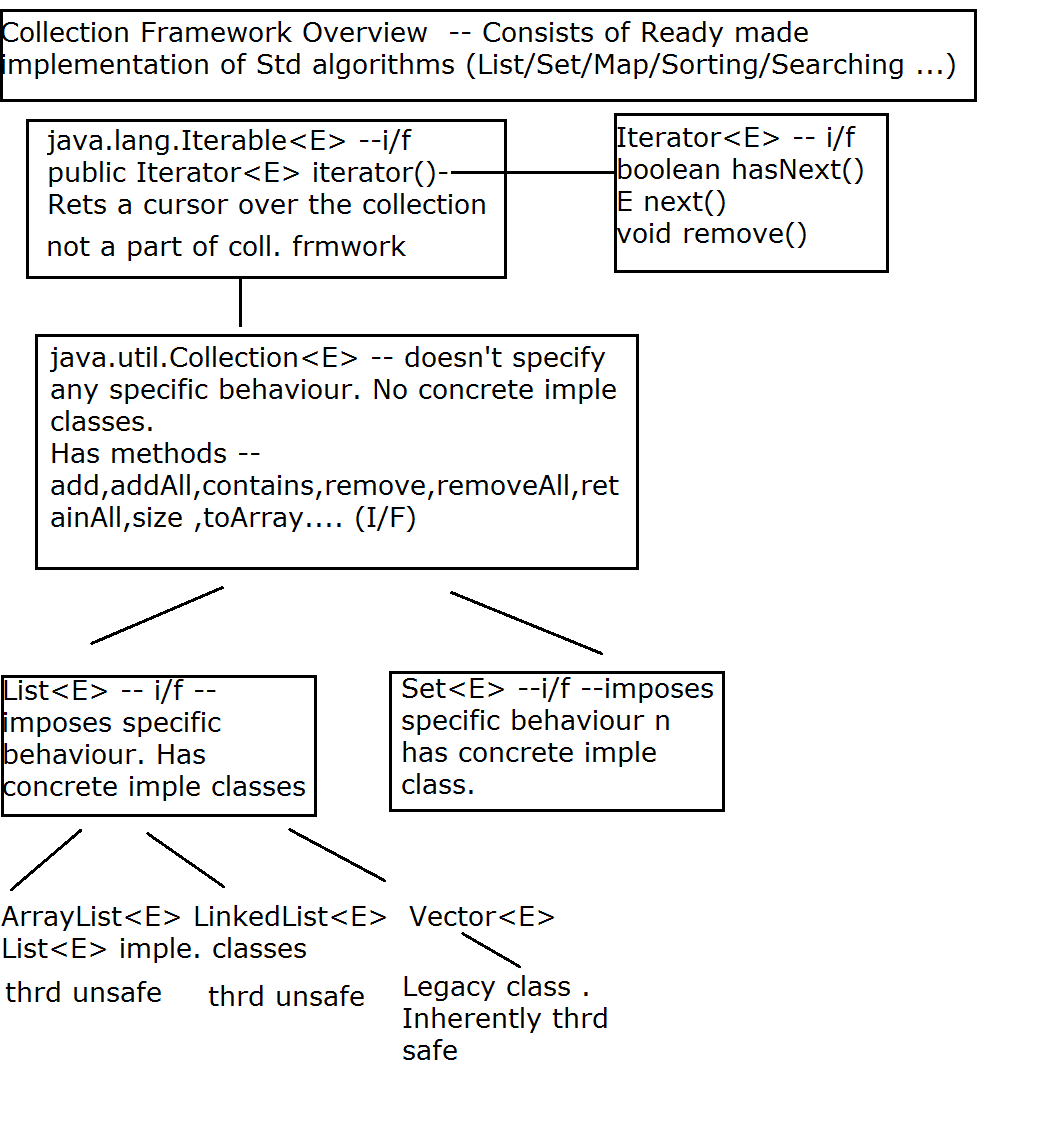 Collection Framework Overview  -- Consists of Ready made
implementation of Std algorithms (List/Set/Map/Sorting/Searching ...)
java.lang.Iterable<E> --i/f
public Iterator<E> iterator()-
Rets a cursor over the collection
not a part of coll. frmwork
Iterator<E> -- i/f
boolean hasNext()
E next()
void remove()
java.util.Collection<E> -- doesn't specify
any specific behaviour. No concrete imple
classes.
Has methods --
add,addAll,contains,remove,removeAll,ret
ainAll,size ,toArray.... (I/F)
List<E> -- i/f --
imposes specific
behaviour. Has
concrete imple classes
Set<E> --i/f --imposes
specific behaviour n
has concrete imple
class.
ArrayList<E> LinkedList<E>  Vector<E>
List<E> imple. classes
thrd unsafe
thrd unsafe
Legacy class .
Inherently thrd
safe